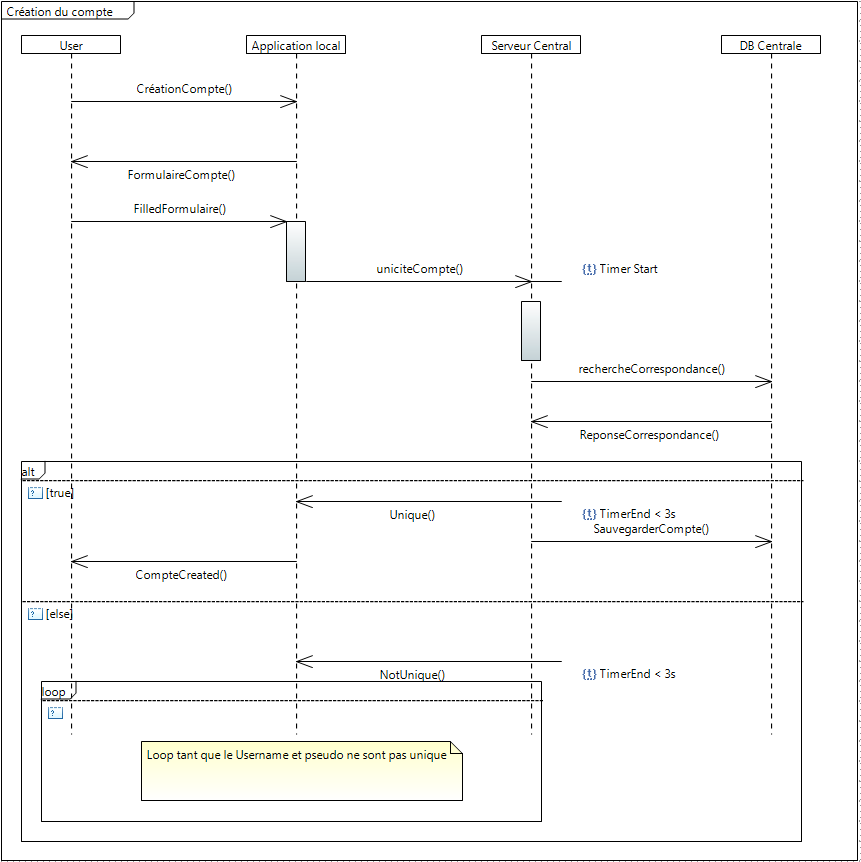 Création du compte
User
Application local
Serveur Central
DB Centrale
CréationCompte()
FormulaireCompte()
FilledFormulaire()
uniciteCompte()
{t} Timer Start
rechercheCorrespondance()
ReponseCorrespondance()
alt
[true]
Unique()
{t} TimerEnd < 3s
SauvegarderCompte()
CompteCreated()
[else]
NotUnique()
{t} TimerEnd < 3s
loop
Loop tant que le Username et pseudo ne sont pas unique